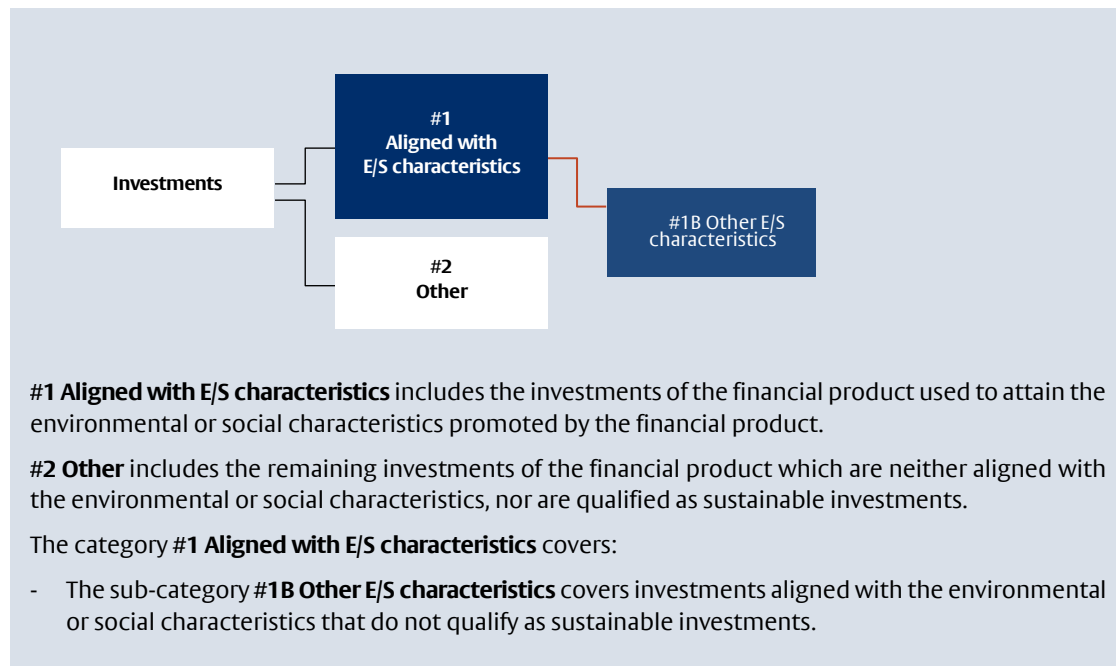 #1
Aligned with
E/S characteristics
Investments
#1B Other E/S
characteristics
#2
Other
#1 Aligned with E/S characteristics includes the investments of the financial product used to attain the
environmental or social characteristics promoted by the financial product.
#2 Other includes the remaining investments of the financial product which are neither aligned with
the environmental or social characteristics, nor are qualified as sustainable investments.
The category #1 Aligned with E/S characteristics covers:
- The sub-category #1B Other E/S characteristics covers investments aligned with the environmental
or social characteristics that do not qualify as sustainable investments.